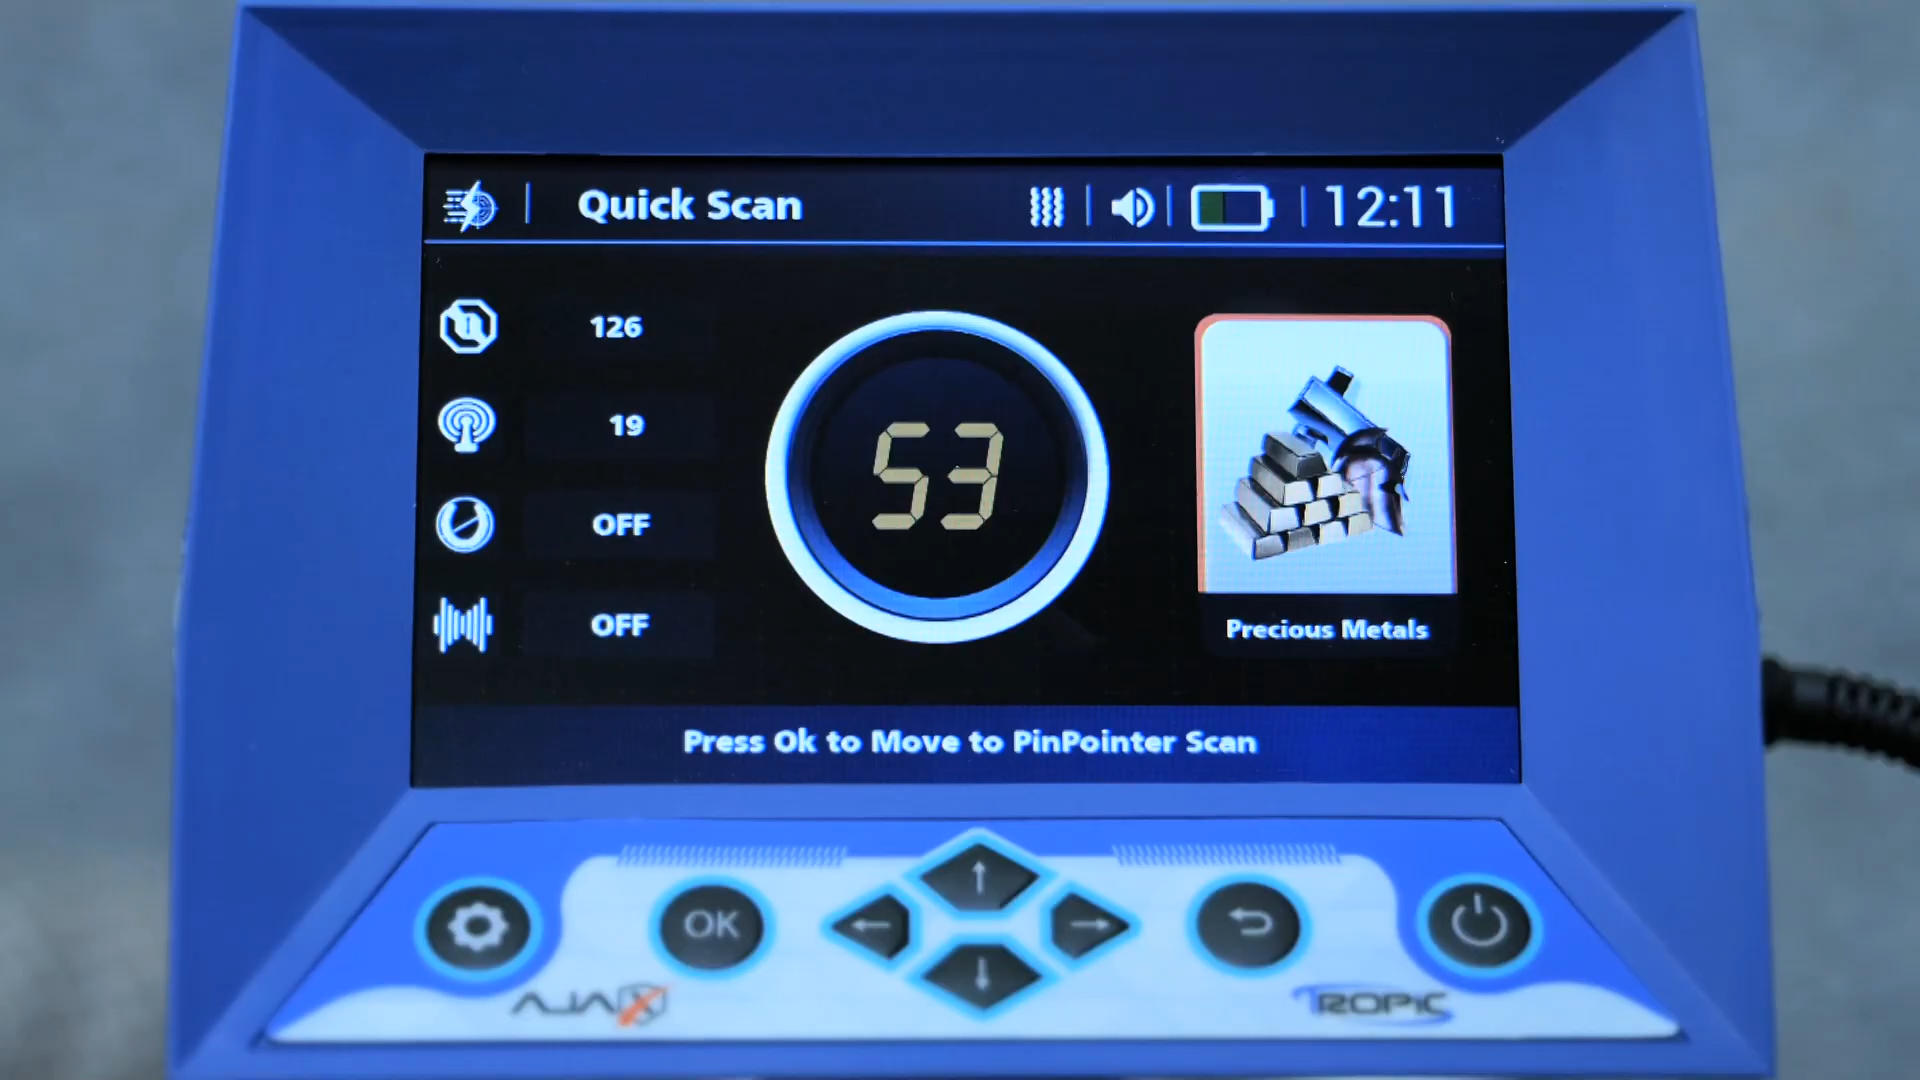 Quick Scan
12:11
126
19
OFF
OFF
53
Precious Metals
Press Ok to Move to PinPointer Scan
OK
AJAX
TROPIC